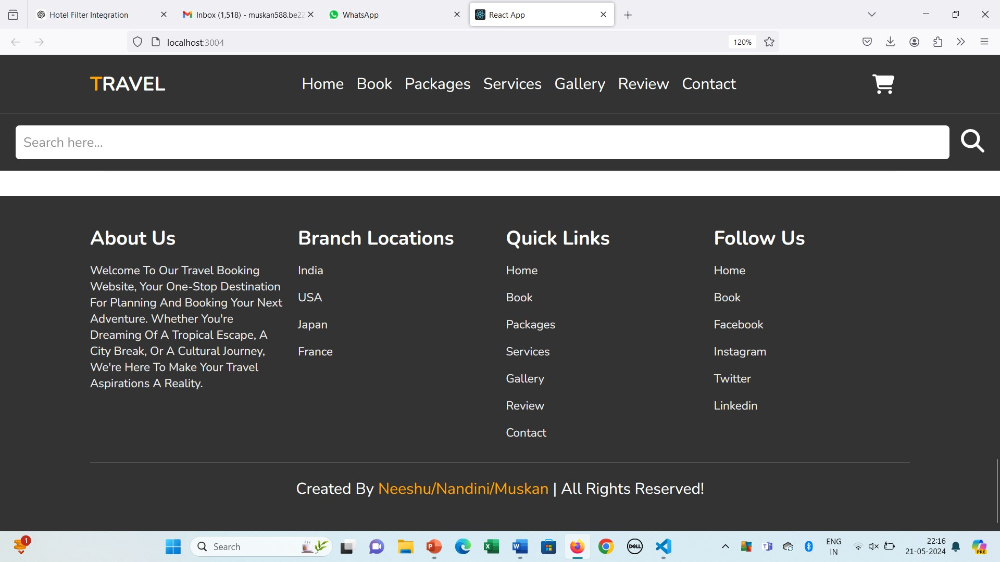 Hotel Filter Integration
Inbox (1,518) - muskan588.be22
WhatsApp
React App
localhost:3004
120%
TRAVEL
Home Book Packages Services Gallery Review Contact
Search here...
About Us
Welcome To Our Travel Booking
Website, Your One-Stop Destination
For Planning And Booking Your Next
Adventure. Whether You're
Dreaming Of A Tropical Escape, A
City Break, Or A Cultural Journey,
We're Here To Make Your Travel
Aspirations A Reality.
Branch Locations
India
USA
Japan
France
Quick Links
Home
Book
Packages
Services
Gallery
Review
Contact
Follow Us
Home
Book
Facebook
Instagram
Twitter
Linkedin
Created By Neeshu/Nandini/Muskan | All Rights Reserved!
1
Search
DELL
ENG
IN
22:16
21-05-2024
PRE